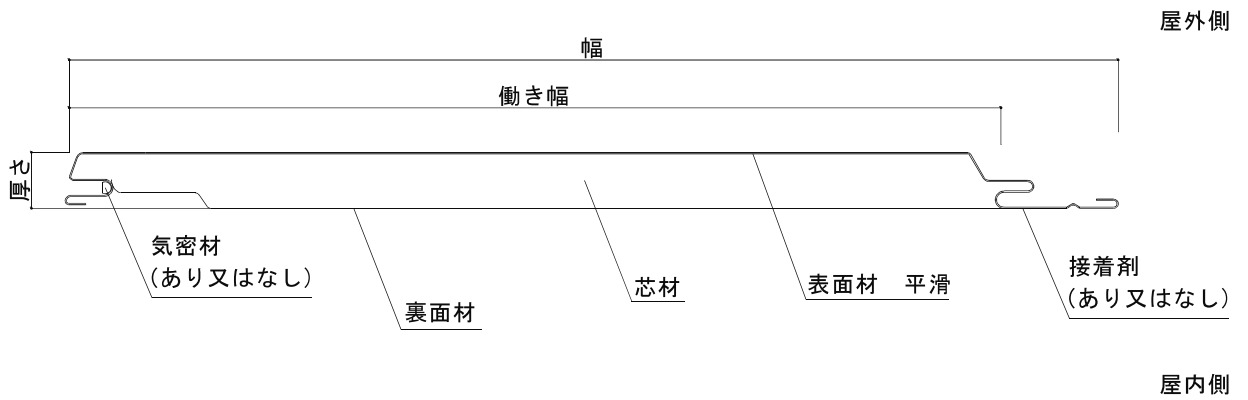 屋外側
幅
働き幅
厚さ
気密材
(あり又はなし)
裏面材
芯材
表面材　平滑
接着剤
(あり又はなし)
屋内側